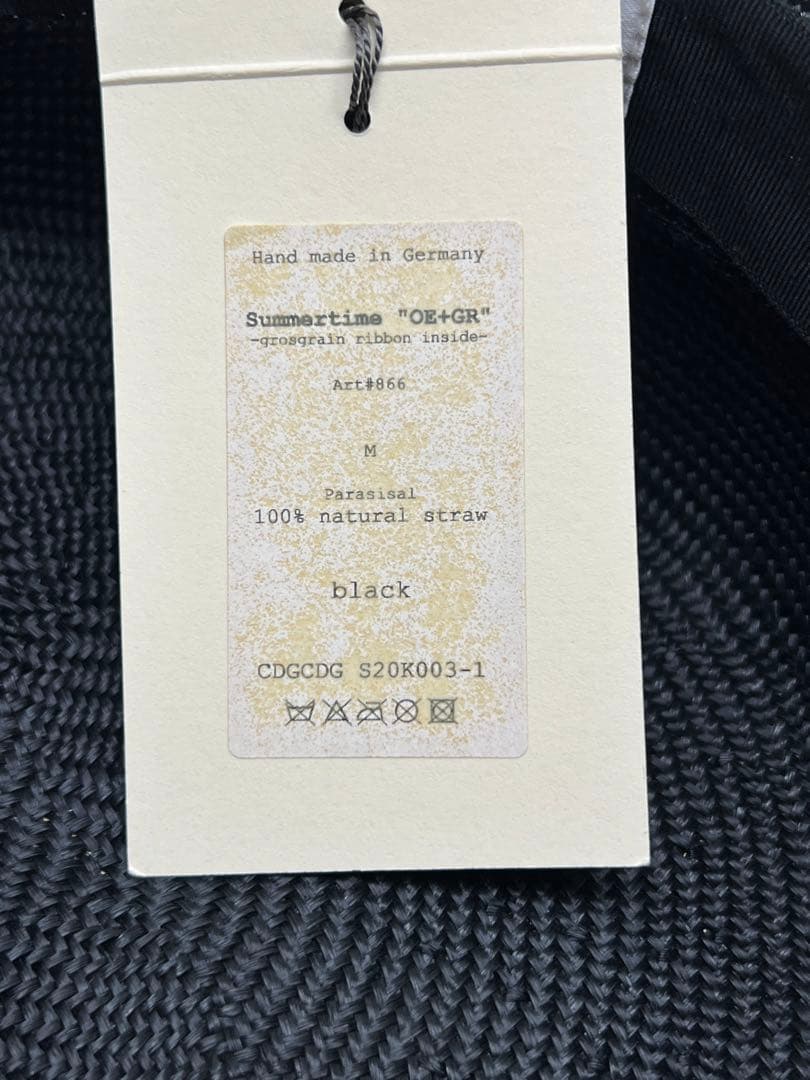 Hand made in Germany
Summertime "OE+GR"
-grosgrain ribbon inside-
Art#866
M
Parasisal
100% natural straw
black
CDGCDG S20K003-1